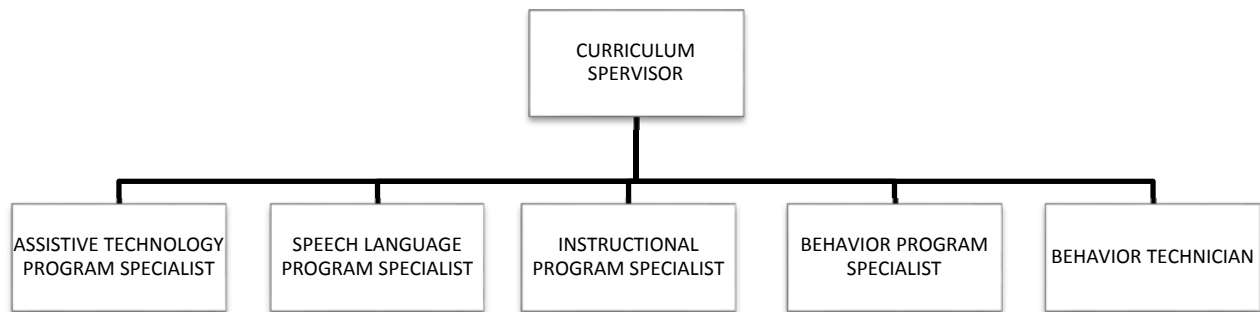 CURRICULUM
SPERVISOR
ASSISTIVE TECHNOLOGY
PROGRAM SPECIALIST
SPEECH LANGUAGE
PROGRAM SPECIALIST
INSTRUCTIONAL
PROGRAM SPECIALIST
BEHAVIOR PROGRAM
SPECIALIST
BEHAVIOR TECHNICIAN